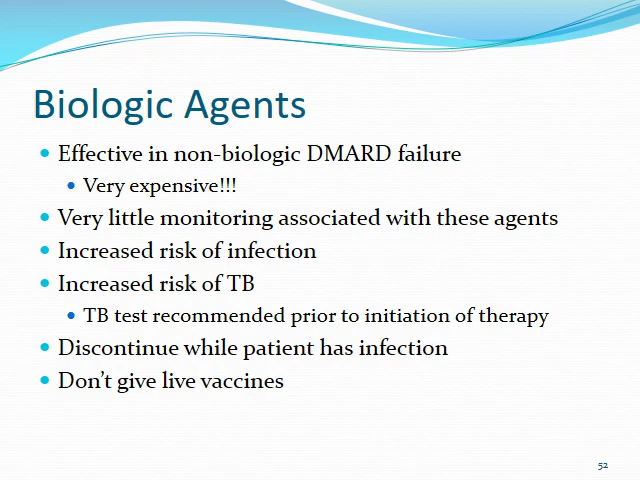 Biologic Agents
• Effective in non-biologic DMARD failure
• Very expensive!!!
• Very little monitoring associated with these agents
• Increased risk of infection
• Increased risk of TB
• TB test recommended prior to initiation of therapy
• Discontinue while patient has infection
• Don’t give live vaccines
52